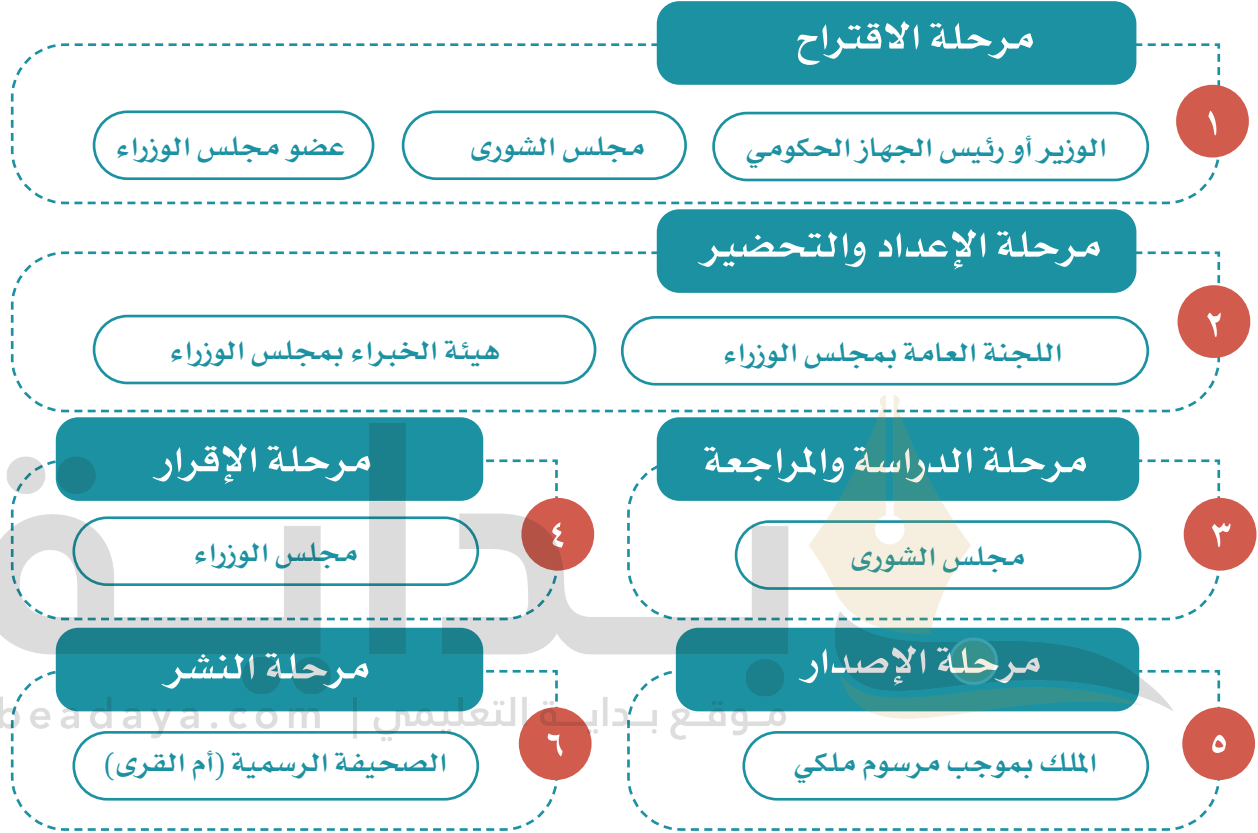 مرحلة الاقتراح
١
الوزير أو رئيس الجهاز الحكومي
مجلس الشورى
عضو مجلس الوزراء
مرحلة الإعداد والتحضير
٢
اللجنة العامة بمجلس الوزراء
هيئة الخبراء بمجلس الوزراء
مرحلة الدراسة والمراجعة
٣
مجلس الشورى
مرحلة الإقرار
٤
مجلس الوزراء
مرحلة الإصدار
٥
الملك بموجب مرسوم ملكي
مرحلة النشر
٦
الصحيفة الرسمية (أم القرى)
بداية
موقع بداية التعليمي | beadaya.com